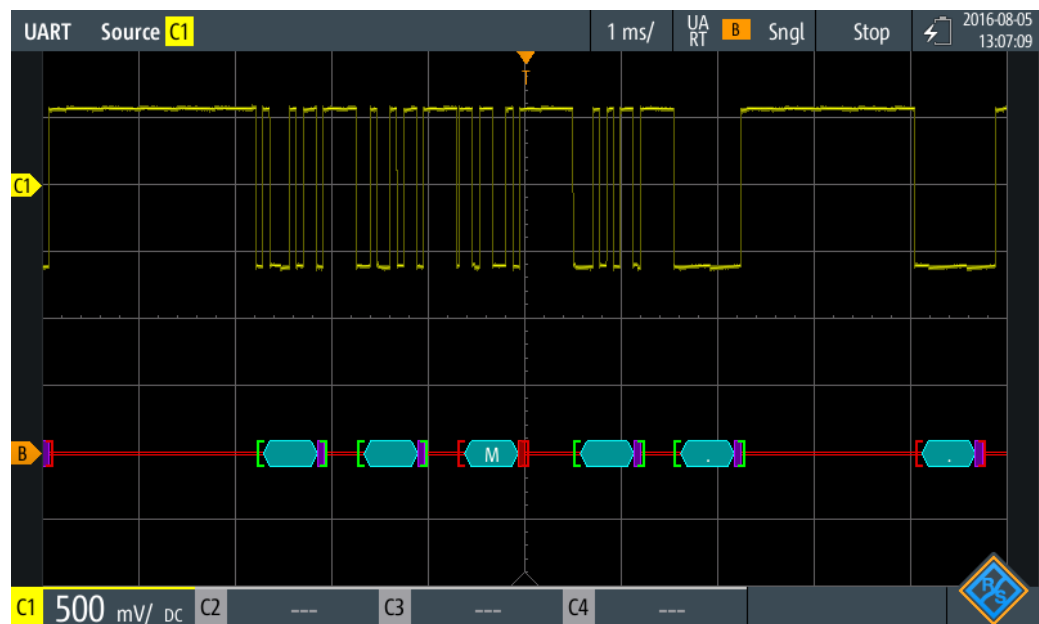 UART Source C1 1 ms/ UA RT B Sngl Stop 2016-08-05
13:07:09
T
C1
B M . .
R S
C1 500 mV/ DC C2 --- C3 --- C4 ---